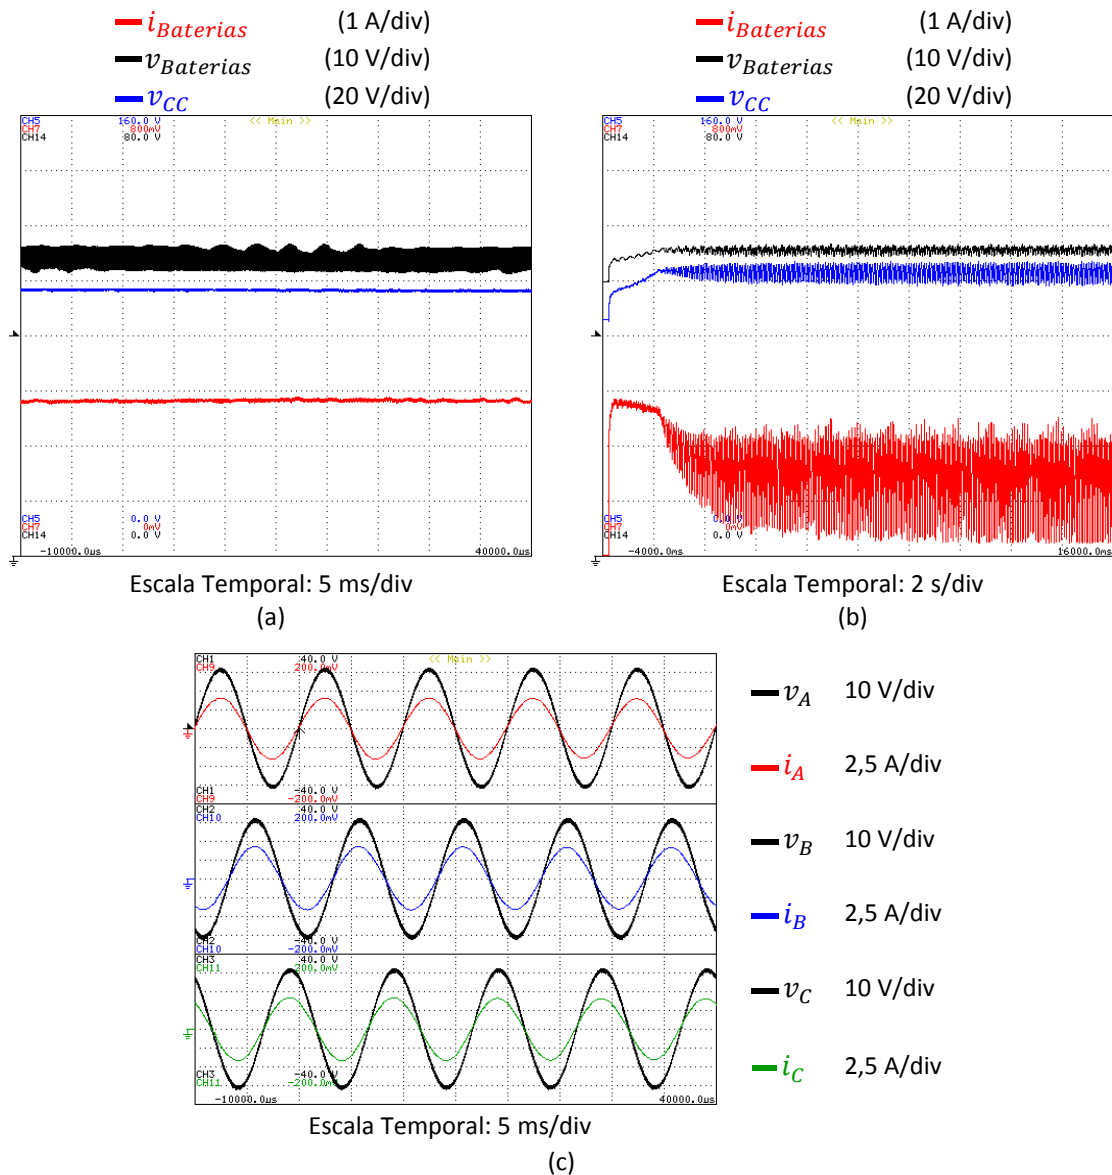 i_Baterias (1 A/div)
v_Baterias (10 V/div)
v_CC (20 V/div)
CH5 160.0 V
CH7 800mV
CH14 80.0 V
<< Main >>
CH5 0.0 V
CH7 0mV
CH14 0.0 V
-10000.0µs 40000.0µs
Escala Temporal: 5 ms/div
(a)
i_Baterias (1 A/div)
v_Baterias (10 V/div)
v_CC (20 V/div)
CH5 160.0 V
CH7 800mV
CH14 80.0 V
<< Main >>
CH5 0.0 V
CH7 0mV
CH14 0.0 V
-4000.0ms 16000.0ms
Escala Temporal: 2 s/div
(b)
CH1 40.0 V
CH9 200.0mV
<< Main >>
CH1 -40.0 V
CH9 -200.0mV
CH2 40.0 V
CH10 200.0mV
CH2 -40.0 V
CH10 -200.0mV
CH3 40.0 V
CH11 200.0mV
CH3 -40.0 V
CH11 -200.0mV
-10000.0µs 40000.0µs
v_A 10 V/div
i_A 2,5 A/div
v_B 10 V/div
i_B 2,5 A/div
v_C 10 V/div
i_C 2,5 A/div
Escala Temporal: 5 ms/div
(c)